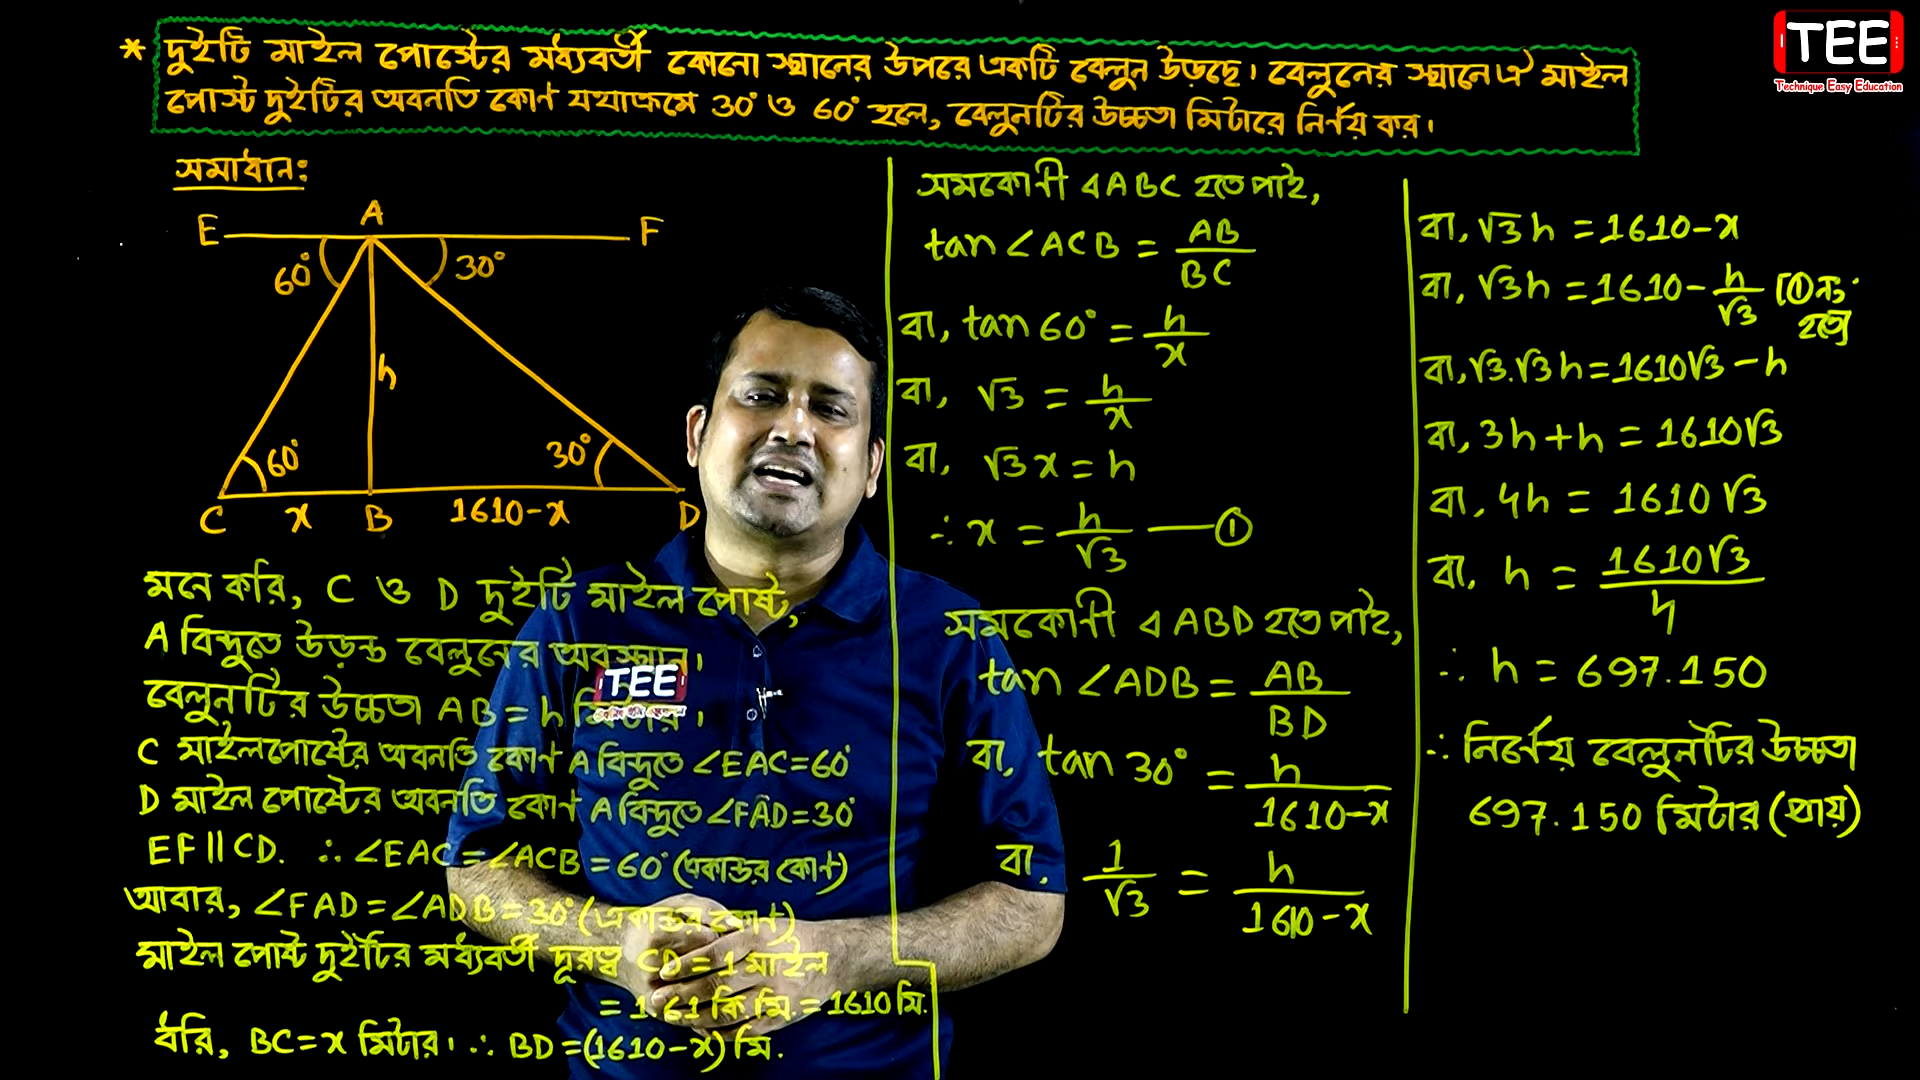 * দুইটি মাইল পোস্টের মধ্যবর্তী কোনো স্থানের উপরে একটি বেলুন উড়ছে। বেলুনের স্থানে ঐ মাইল
পোস্ট দুইটির অবনতি কোণ যথাক্রমে 30° ও 60° হলে, বেলুনটির উচ্চতা মিটারে নির্ণয় কর।
TEE
Technique Easy Education
সমাধান:
E A F
60° 30°
h
60° 30°
C x B 1610-x D
মনে করি, C ও D দুইটি মাইল পোষ্ট,
A বিন্দুতে উড়ন্ত বেলুনের অবস্থান।
বেলুনটির উচ্চতা AB = h মিটার।
C মাইলপোষ্টের অবনতি কোণ A বিন্দুতে ∠EAC=60°
D মাইল পোষ্টের অবনতি কোণ A বিন্দুতে ∠FAD=30°
EF || CD. ∴ ∠EAC = ∠ACB = 60° (একান্তর কোণ)
আবার, ∠FAD = ∠ADB = 30° (একান্তর কোণ)
মাইল পোষ্ট দুইটির মধ্যবর্তী দূরত্ব CD = 1 মাইল
= 1.61 কি.মি. = 1610 মি.
ধরি, BC = x মিটার। ∴ BD = (1610-x) মি.
TEE
সমকোণী ⊿ABC হতে পাই,
tan ∠ACB = AB/BC
বা, tan 60° = h/x
বা, √3 = h/x
বা, √3 x = h
∴ x = h/√3 — ①
সমকোণী ⊿ABD হতে পাই,
tan ∠ADB = AB/BD
বা, tan 30° = h/1610-x
বা, 1/√3 = h/1610-x
বা, √3 h = 1610-x
বা, √3h = 1610- h/√3 [① নং হতে]
বা, √3.√3 h = 1610√3 - h
বা, 3h + h = 1610√3
বা, 4h = 1610√3
বা, h = 1610√3/4
∴ h = 697.150
∴ নির্ণেয় বেলুনটির উচ্চতা
697.150 মিটার (প্রায়)